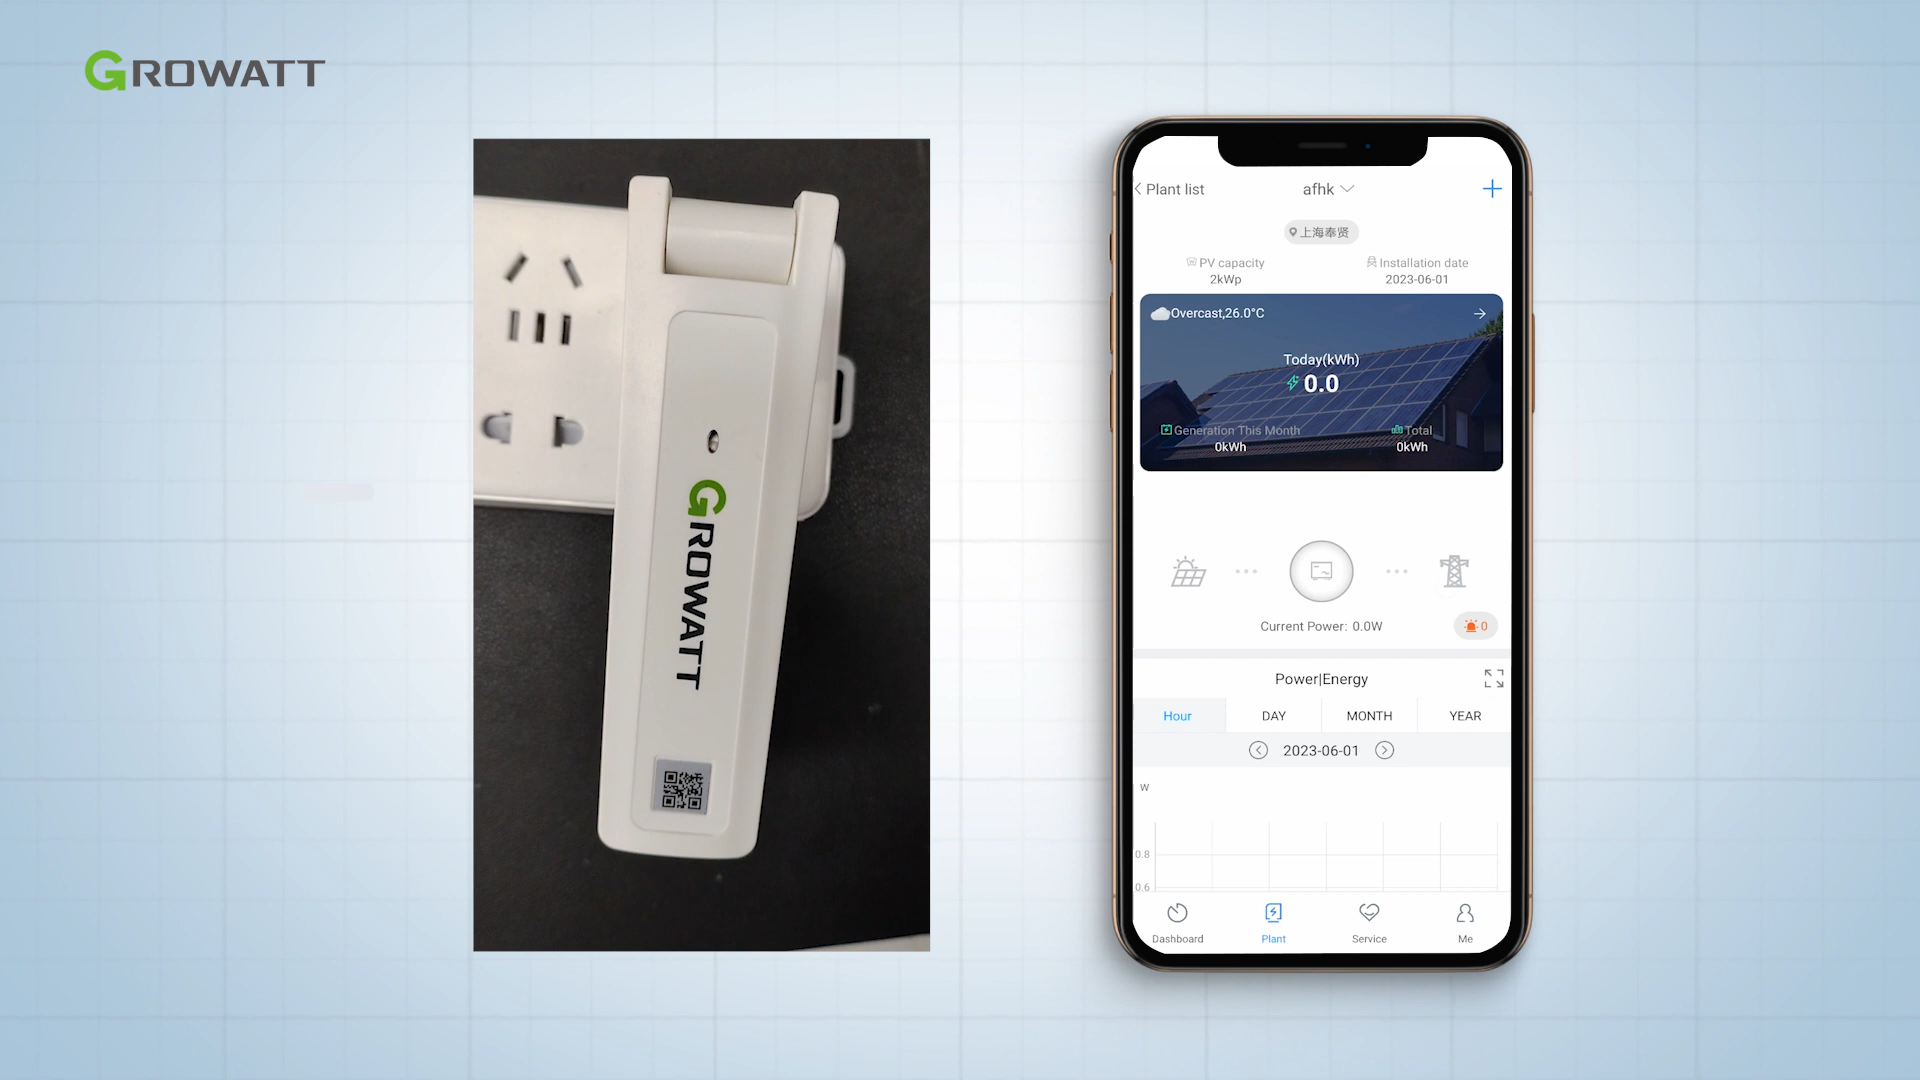 GROWATT
GROWATT
Plant list
afhk
上海奉贤
PV capacity
2kWp
Installation date
2023-06-01
Overcast,26.0°C
Today(kWh)
0.0
Generation This Month
0kWh
Total
0kWh
Current Power: 0.0W
0
Power|Energy
Hour
DAY
MONTH
YEAR
2023-06-01
W
0.8
0.6
Dashboard
Plant
Service
Me